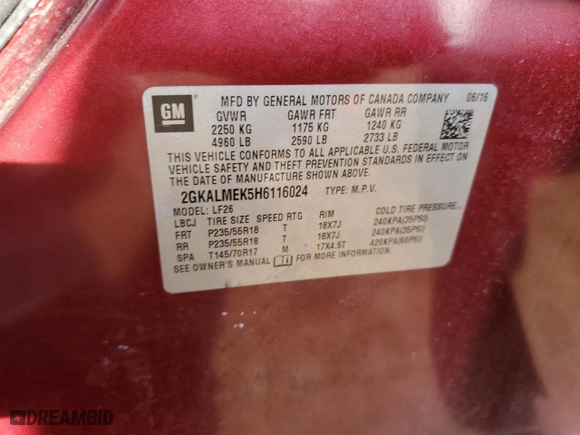 GM
MFD BY GENERAL MOTORS OF CANADA COMPANY 06/16
GVWR GAWR FRT GAWR RR
2250 KG 1175 KG 1240 KG
4960 LB 2590 LB 2733 LB
THIS VEHICLE CONFORMS TO ALL APPLICABLE U.S. FEDERAL MOTOR
VEHICLE SAFETY AND THEFT PREVENTION STANDARDS IN EFFECT ON
THE DATE OF MANUFACTURE SHOWN ABOVE.
2GKALMEK5H6116024 TYPE: M.P.V.
MODEL: LF26
LBCJ TIRE SIZE SPEED RTG RIM COLD TIRE PRESSURE
FRT P235/55R18 T 18X7J 240KPA(35PSI)
RR P235/55R18 T 18X7J 240KPA(35PSI)
SPA T145/70R17 M 17X4.5T 420KPA(60PSI)
SEE OWNER'S MANUAL FOR MORE INFORMATION
DREAMBID